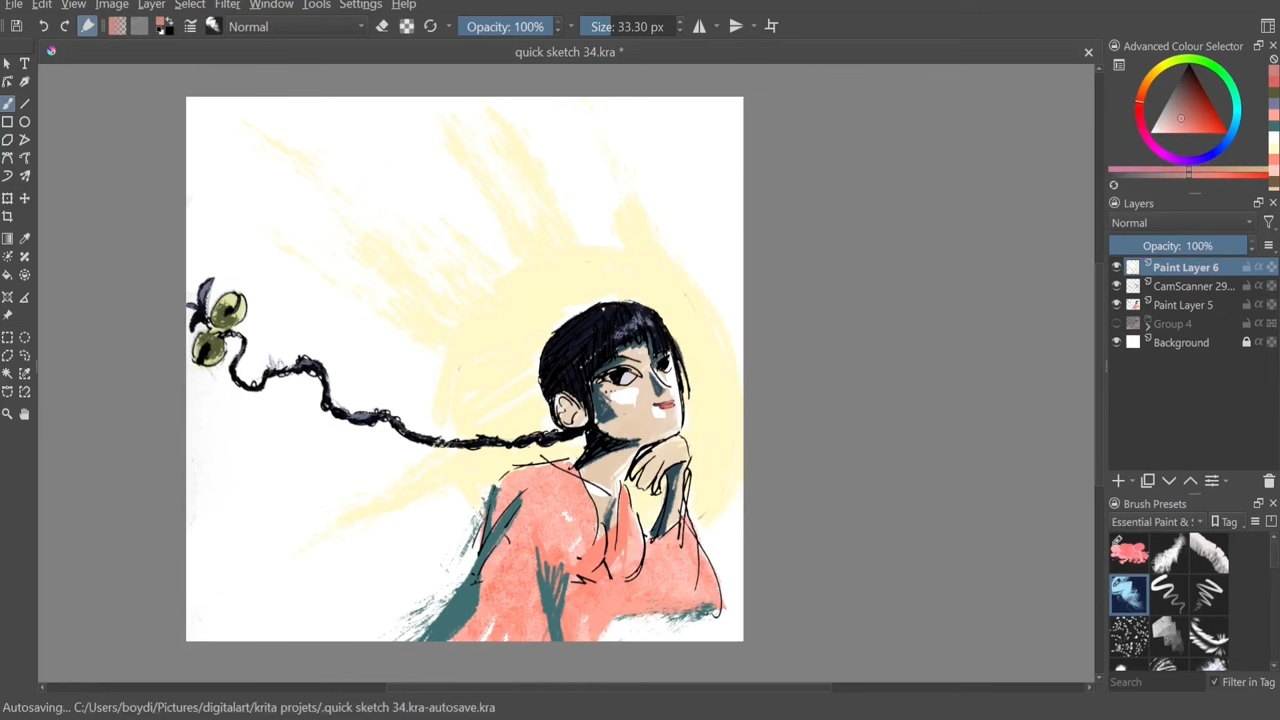 File Edit View Image Layer Select Filter Window Tools Settings Help
Normal Opacity: 100% Size: 33.30 px
quick sketch 34.kra *
Advanced Colour Selector
Layers
Normal
Opacity: 100%
Paint Layer 6
CamScanner 29...
Paint Layer 5
Group 4
Background
Brush Presets
Essential Paint & Tag
Search Filter in Tag
Autosaving... C:/Users/boydi/Pictures/digitalart/krita projets/.quick sketch 34.kra-autosave.kra